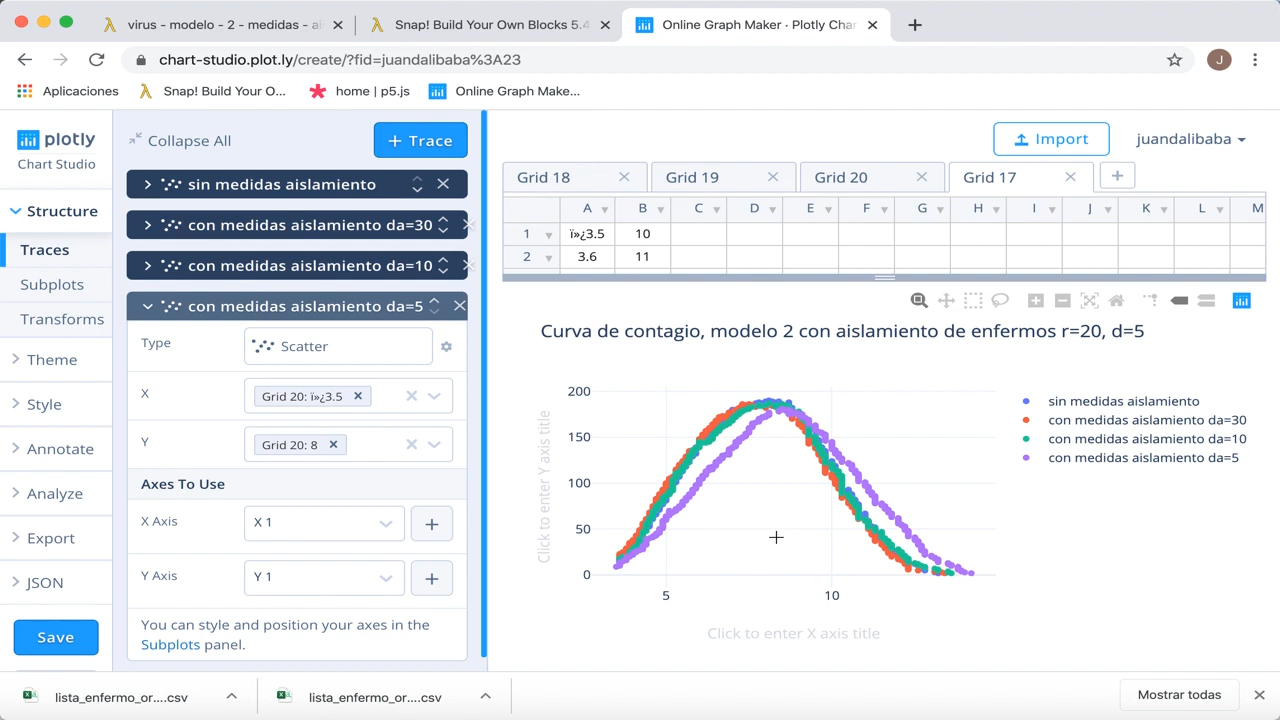 virus - modelo - 2 - medidas - ai
Snap! Build Your Own Blocks 5.4
Online Graph Maker · Plotly Char
chart-studio.plot.ly/create/?fid=juandalibaba%3A23
J
Aplicaciones
Snap! Build Your O...
home | p5.js
Online Graph Make...
plotly
Chart Studio
Collapse All
+ Trace
Import
juandalibaba
Structure
Traces
Subplots
Transforms
Theme
Style
Annotate
Analyze
Export
JSON
Save
sin medidas aislamiento
con medidas aislamiento da=30
con medidas aislamiento da=10
con medidas aislamiento da=5
Type
Scatter
X
Grid 20: ï»¿3.5
Y
Grid 20: 8
Axes To Use
X Axis
X 1
Y Axis
Y 1
You can style and position your axes in the
Subplots panel.
Grid 18
Grid 19
Grid 20
Grid 17
A B C D E F G H I J K L M
1 ï»¿3.5 10
2 3.6 11
Curva de contagio, modelo 2 con aislamiento de enfermos r=20, d=5
Click to enter Y axis title
200
150
100
50
0
5
10
Click to enter X axis title
sin medidas aislamiento
con medidas aislamiento da=30
con medidas aislamiento da=10
con medidas aislamiento da=5
lista_enfermo_or....csv
lista_enfermo_or....csv
Mostrar todas